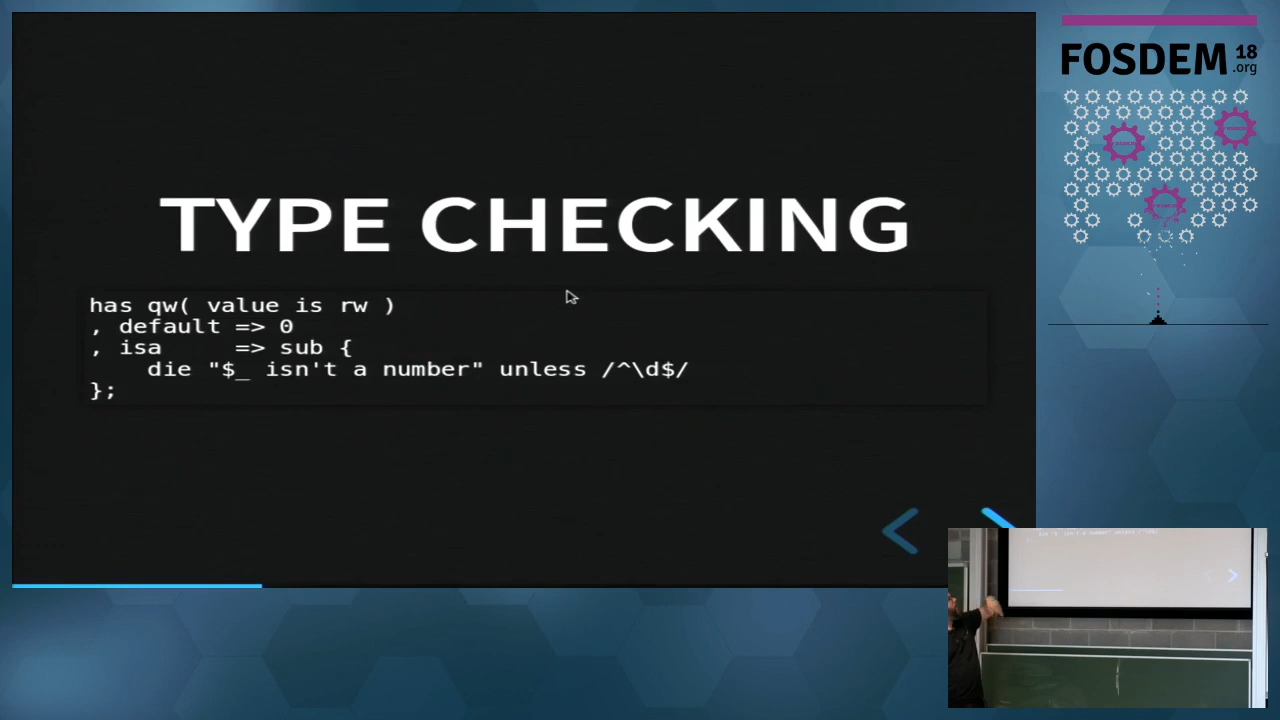 TYPE CHECKING
has qw( value is rw )
, default => 0
, isa     => sub {
    die "$_ isn't a number" unless /^\d$/
};
FOSDEM 18
.org